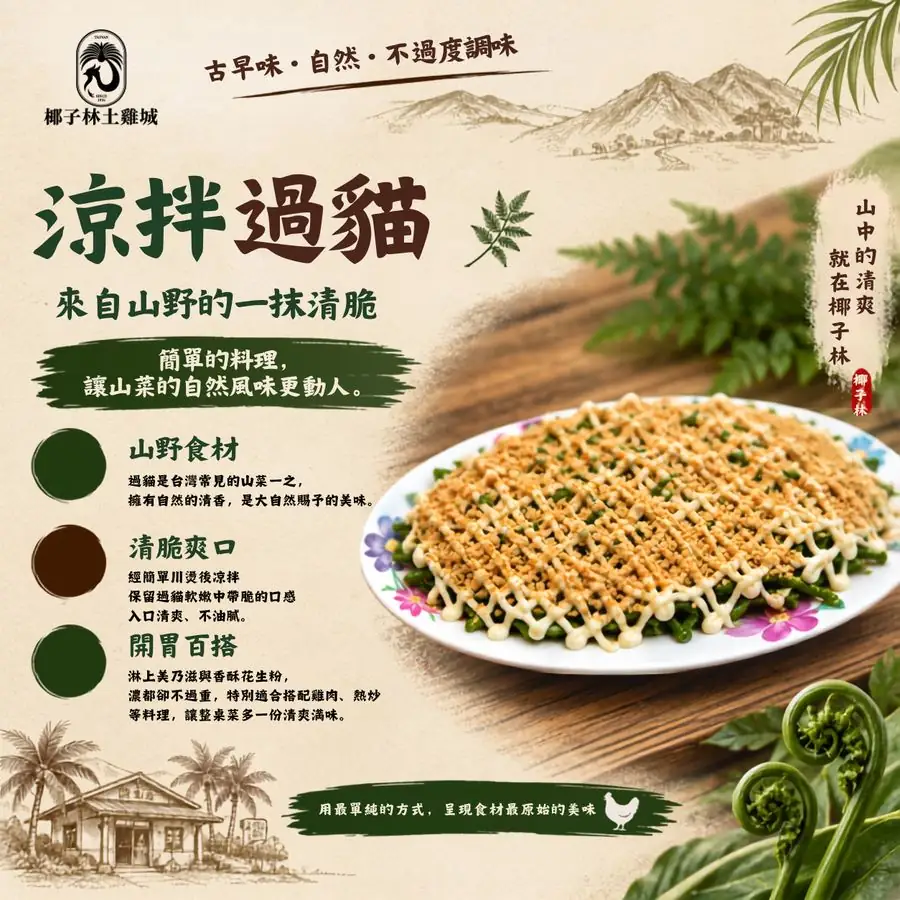 TAIWAN
SINCE
椰子林土雞城
古早味・自然・不過度調味
涼拌過貓
來自山野的一抹清脆
簡單的料理，
讓山菜的自然風味更動人。
山中的清爽
就在椰子林
椰子林
山野食材
過貓是台灣常見的山菜一之，
擁有自然的清香，是大自然賜予的美味。
清脆爽口
經簡單川燙後涼拌
保留過貓軟嫩中帶脆的口感
入口清爽、不油膩。
開胃百搭
淋上美乃滋與香酥花生粉，
濃郁卻不過重，特別適合搭配雞肉、熱炒
等料理，讓整桌菜多一份清爽滿味。
用最單純的方式，呈現食材最原始的美味